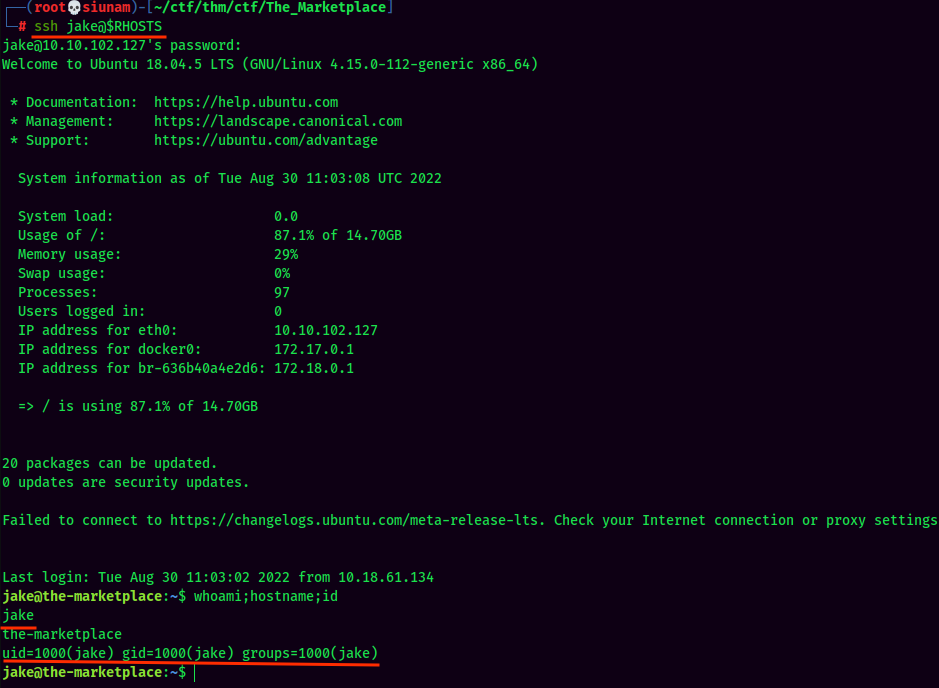 ┌──(root💀siunam)-[~/ctf/thm/ctf/The_Marketplace]
└─# ssh jake@$RHOSTS
jake@10.10.102.127's password:
Welcome to Ubuntu 18.04.5 LTS (GNU/Linux 4.15.0-112-generic x86_64)
* Documentation:  https://help.ubuntu.com
* Management:     https://landscape.canonical.com
* Support:        https://ubuntu.com/advantage
System information as of Tue Aug 30 11:03:08 UTC 2022
System load:                    0.0
Usage of /:                     87.1% of 14.70GB
Memory usage:                   29%
Swap usage:                     0%
Processes:                      97
Users logged in:                0
IP address for eth0:            10.10.102.127
IP address for docker0:         172.17.0.1
IP address for br-636b40a4e2d6: 172.18.0.1
=> / is using 87.1% of 14.70GB
20 packages can be updated.
0 updates are security updates.
Failed to connect to https://changelogs.ubuntu.com/meta-release-lts. Check your Internet connection or proxy settings
Last login: Tue Aug 30 11:03:02 2022 from 10.18.61.134
jake@the-marketplace:~$ whoami;hostname;id
jake
the-marketplace
uid=1000(jake) gid=1000(jake) groups=1000(jake)
jake@the-marketplace:~$